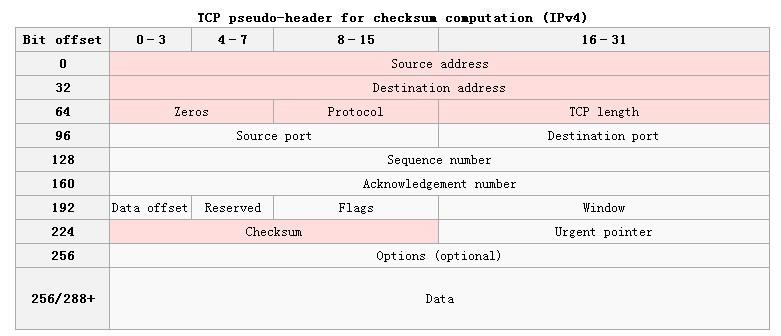 TCP pseudo-header for checksum computation (IPv4)
Bit offset 0-3 4-7 8-15 16-31
0 Source address
32 Destination address
64 Zeros Protocol TCP length
96 Source port Destination port
128 Sequence number
160 Acknowledgement number
192 Data offset Reserved Flags Window
224 Checksum Urgent pointer
256 Options (optional)
256/288+ Data